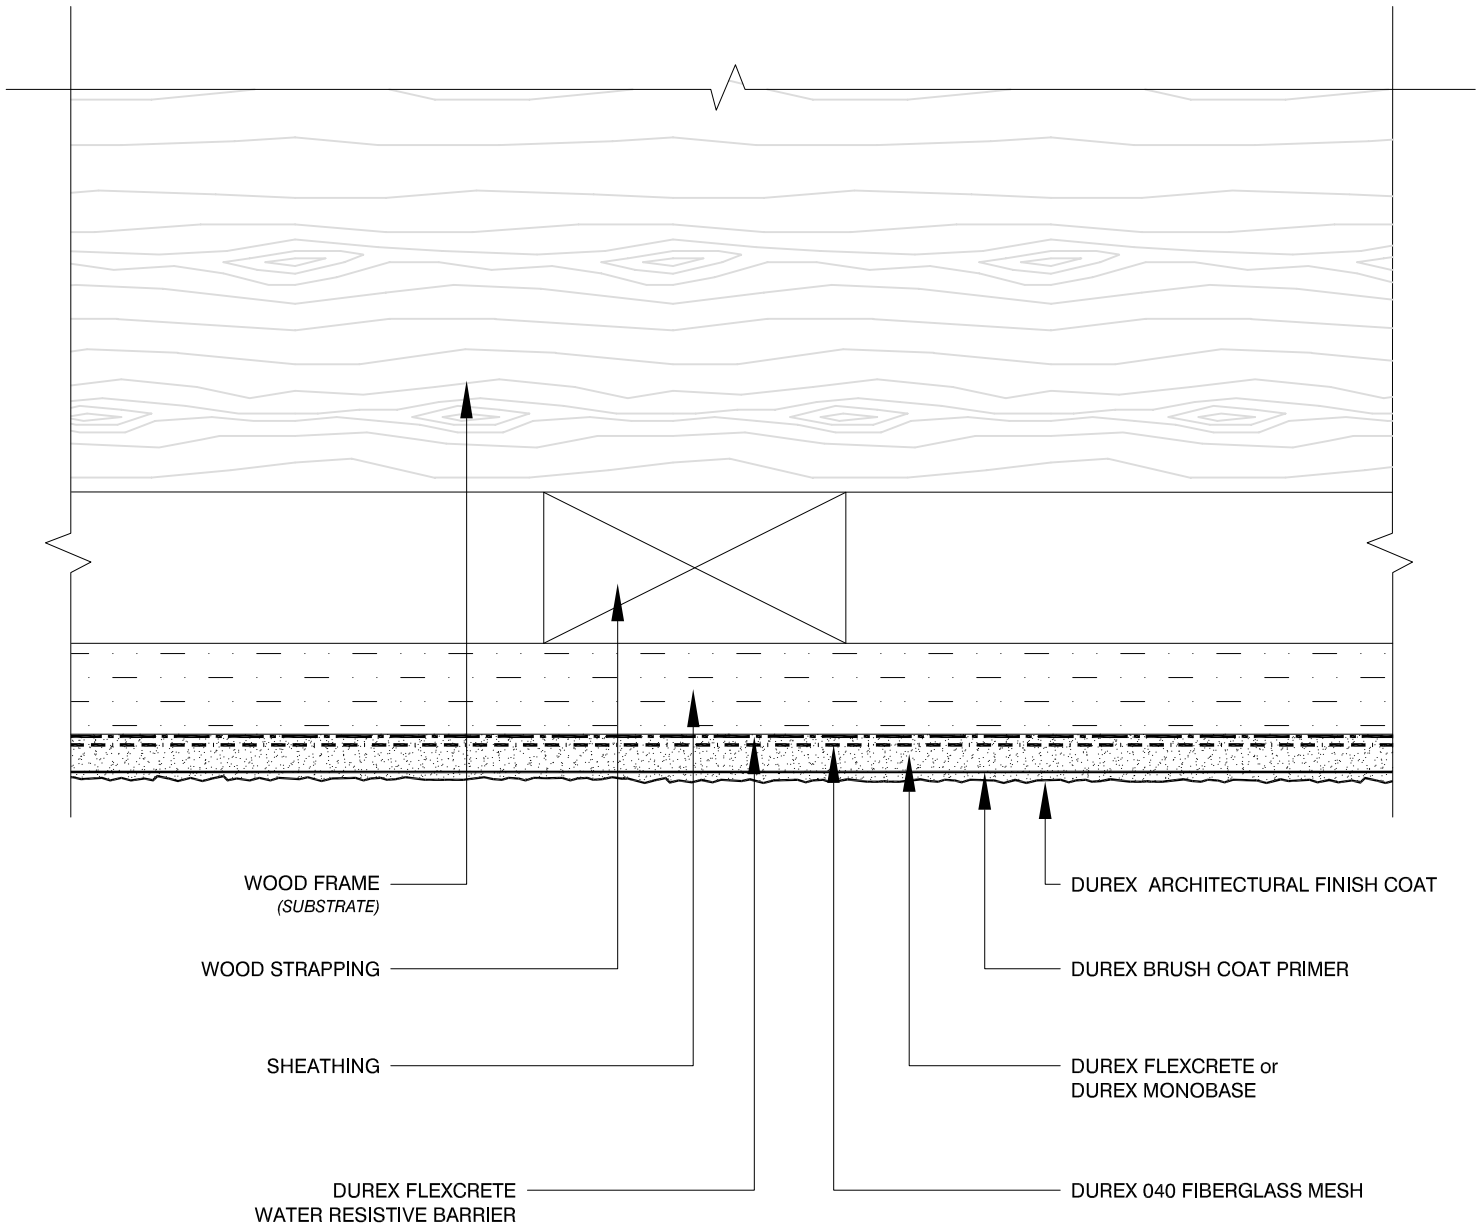 WOOD FRAME
(SUBSTRATE)
WOOD STRAPPING
SHEATHING
DUREX FLEXCRETE
WATER RESISTIVE BARRIER
DUREX ARCHITECTURAL FINISH COAT
DUREX BRUSH COAT PRIMER
DUREX FLEXCRETE or
DUREX MONOBASE
DUREX 040 FIBERGLASS MESH